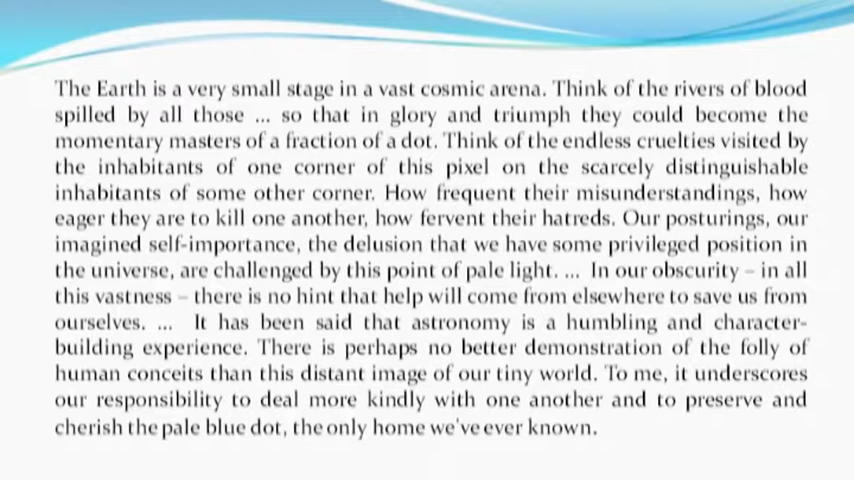 The Earth is a very small stage in a vast cosmic arena. Think of the rivers of blood
spilled by all those ... so that in glory and triumph they could become the
momentary masters of a fraction of a dot. Think of the endless cruelties visited by
the inhabitants of one corner of this pixel on the scarcely distinguishable
inhabitants of some other corner. How frequent their misunderstandings, how
eager they are to kill one another, how fervent their hatreds. Our posturings, our
imagined self-importance, the delusion that we have some privileged position in
the universe, are challenged by this point of pale light. ... In our obscurity – in all
this vastness – there is no hint that help will come from elsewhere to save us from
ourselves. ... It has been said that astronomy is a humbling and character-
building experience. There is perhaps no better demonstration of the folly of
human conceits than this distant image of our tiny world. To me, it underscores
our responsibility to deal more kindly with one another and to preserve and
cherish the pale blue dot, the only home we've ever known.